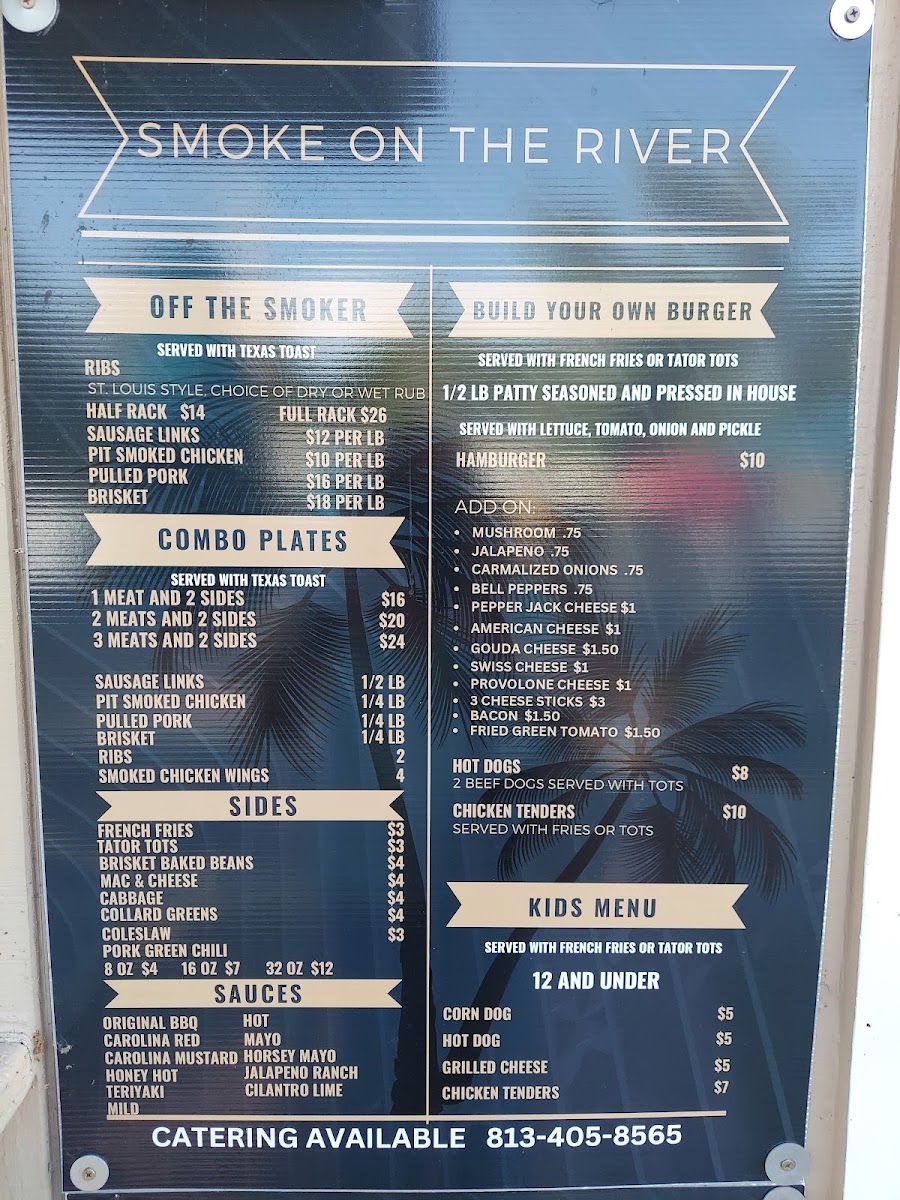 SMOKE ON THE RIVER
OFF THE SMOKER
SERVED WITH TEXAS TOAST
RIBS
ST. LOUIS STYLE, CHOICE OF DRY OR WET RUB
HALF RACK $14 FULL RACK $26
SAUSAGE LINKS $12 PER LB
PIT SMOKED CHICKEN $10 PER LB
PULLED PORK $16 PER LB
BRISKET $18 PER LB
COMBO PLATES
SERVED WITH TEXAS TOAST
1 MEAT AND 2 SIDES $16
2 MEATS AND 2 SIDES $20
3 MEATS AND 2 SIDES $24
SAUSAGE LINKS 1/2 LB
PIT SMOKED CHICKEN 1/4 LB
PULLED PORK 1/4 LB
BRISKET 1/4 LB
RIBS 2
SMOKED CHICKEN WINGS 4
SIDES
FRENCH FRIES $3
TATOR TOTS $3
BRISKET BAKED BEANS $4
MAC & CHEESE $4
CABBAGE $4
COLLARD GREENS $4
COLESLAW $3
PORK GREEN CHILI
8 OZ $4 16 OZ $7 32 OZ $12
SAUCES
ORIGINAL BBQ HOT
CAROLINA RED MAYO
CAROLINA MUSTARD HORSEY MAYO
HONEY HOT JALAPENO RANCH
TERIYAKI CILANTRO LIME
MILD
BUILD YOUR OWN BURGER
SERVED WITH FRENCH FRIES OR TATOR TOTS
1/2 LB PATTY SEASONED AND PRESSED IN HOUSE
SERVED WITH LETTUCE, TOMATO, ONION AND PICKLE
HAMBURGER $10
ADD ON:
• MUSHROOM .75
• JALAPENO .75
• CARMALIZED ONIONS .75
• BELL PEPPERS .75
• PEPPER JACK CHEESE $1
• AMERICAN CHEESE $1
• GOUDA CHEESE $1.50
• SWISS CHEESE $1
• PROVOLONE CHEESE $1
• 3 CHEESE STICKS $3
• BACON $1.50
• FRIED GREEN TOMATO $1.50
HOT DOGS $8
2 BEEF DOGS SERVED WITH TOTS
CHICKEN TENDERS $10
SERVED WITH FRIES OR TOTS
KIDS MENU
SERVED WITH FRENCH FRIES OR TATOR TOTS
12 AND UNDER
CORN DOG $5
HOT DOG $5
GRILLED CHEESE $5
CHICKEN TENDERS $7
CATERING AVAILABLE 813-405-8565